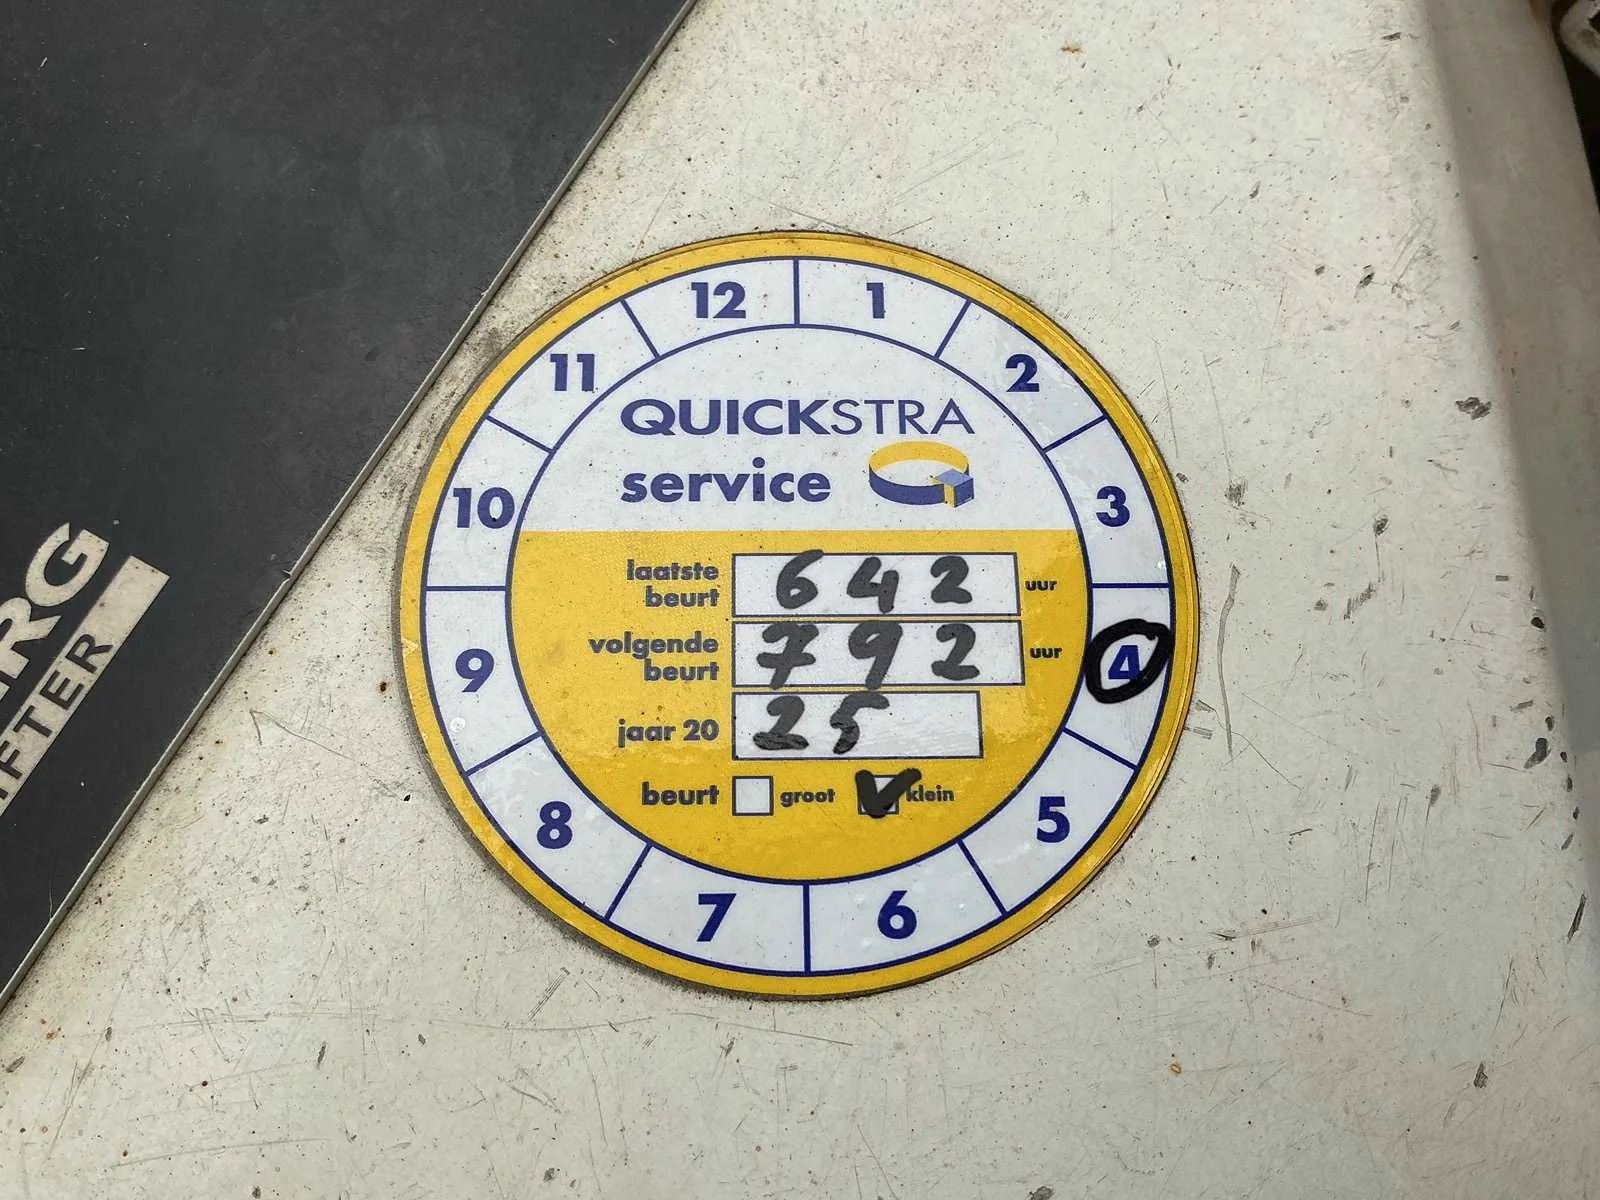 12 1
11 2
QUICKSTRA
service
10 3
laatste beurt 642 uur
volgende beurt 792 uur
9 4
jaar 20 25
beurt groot klein
8 5
7 6
ERG
IFTER